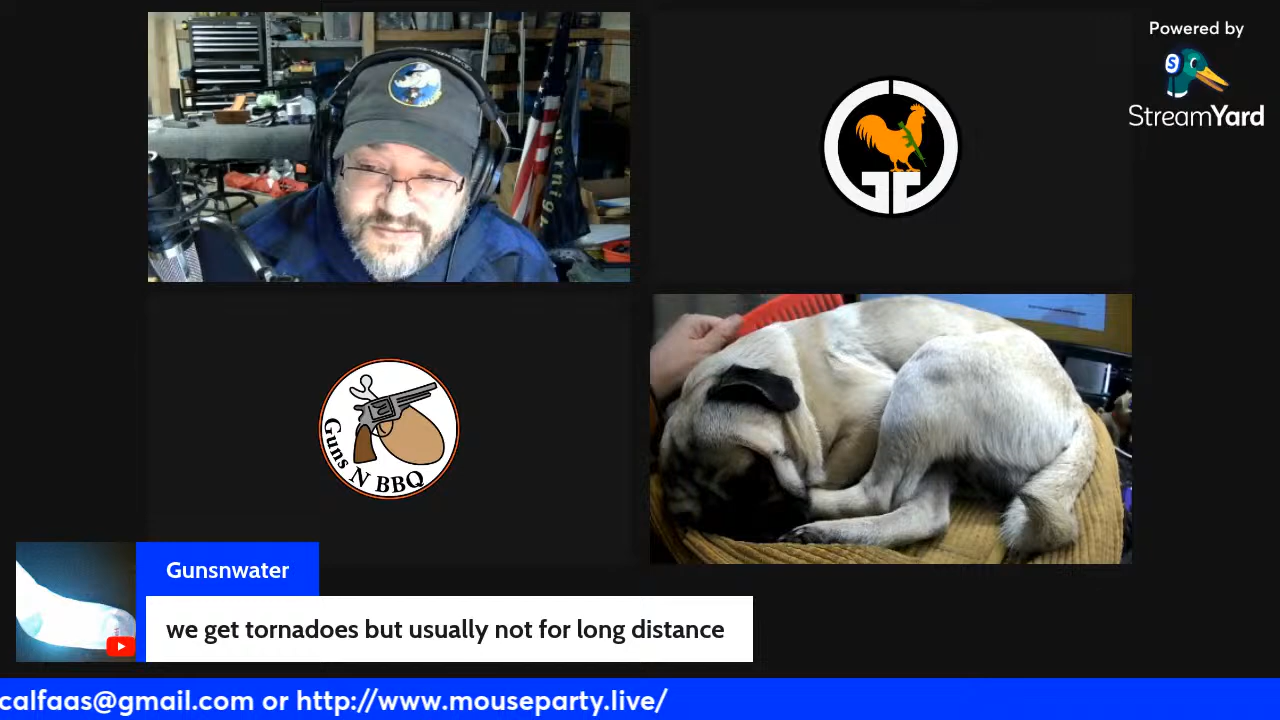 Powered by
StreamYard
Guns N BBQ
Gunsnwater
we get tornadoes but usually not for long distance
calfaas@gmail.com or http://www.mouseparty.live/